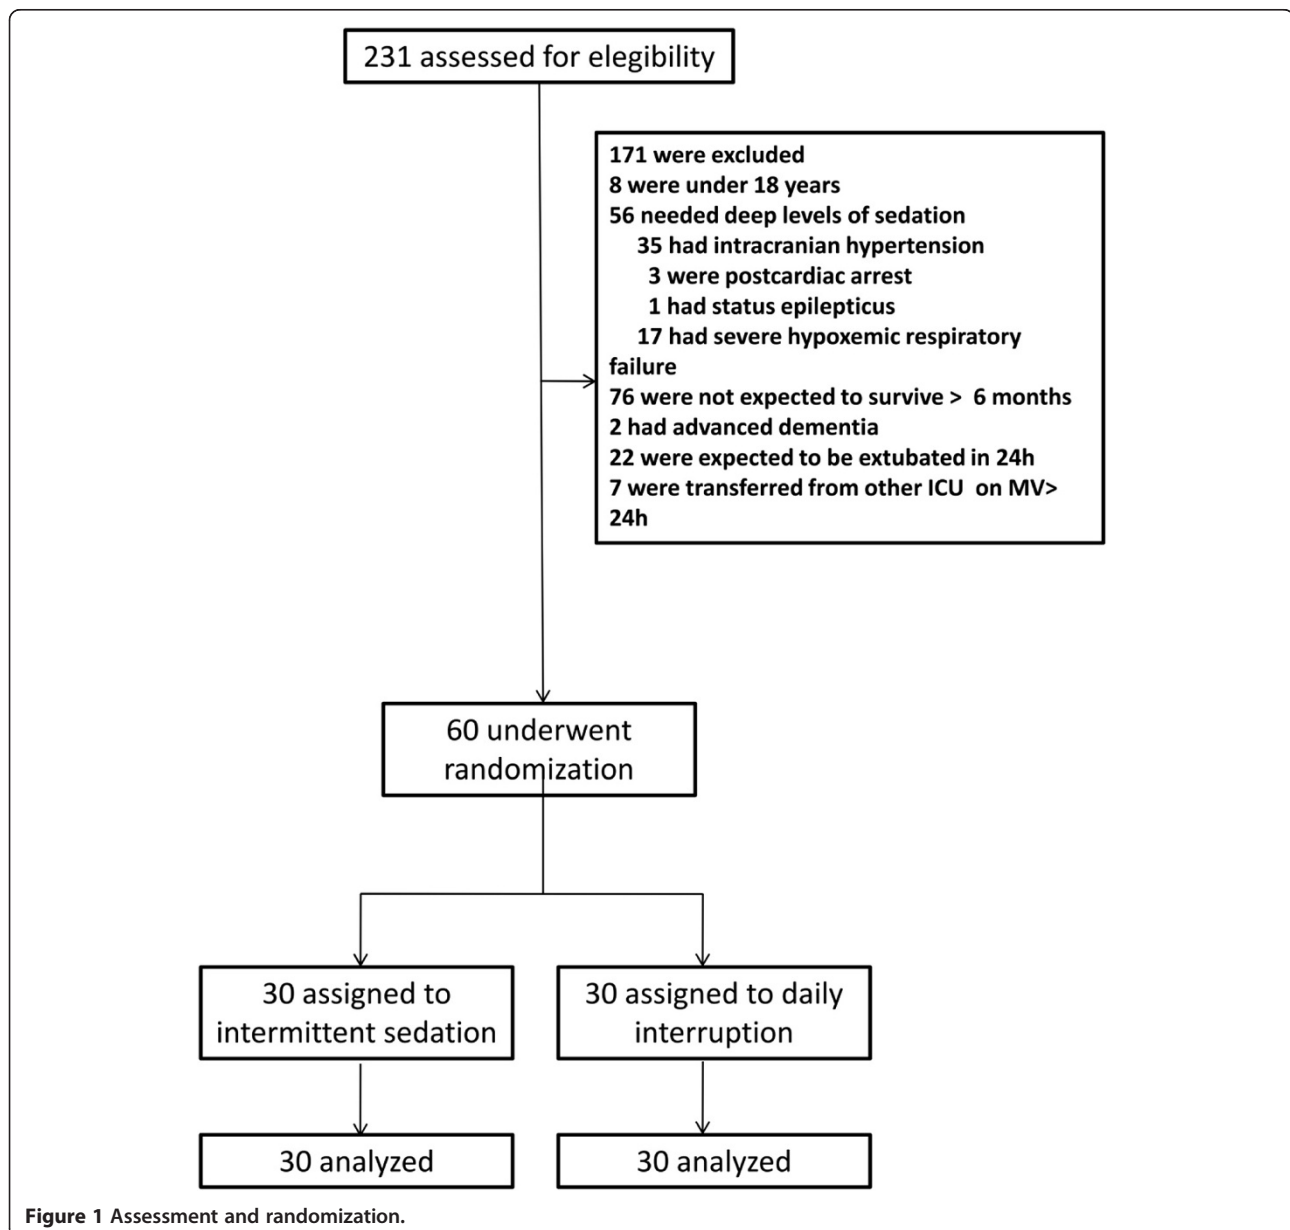 231 assessed for elegibility
171 were excluded
8 were under 18 years
56 needed deep levels of sedation
35 had intracranian hypertension
3 were postcardiac arrest
1 had status epilepticus
17 had severe hypoxemic respiratory
failure
76 were not expected to survive > 6 months
2 had advanced dementia
22 were expected to be extubated in 24h
7 were transferred from other ICU on MV>
24h
60 underwent
randomization
30 assigned to
intermittent sedation
30 assigned to daily
interruption
30 analyzed
30 analyzed
Figure 1 Assessment and randomization.